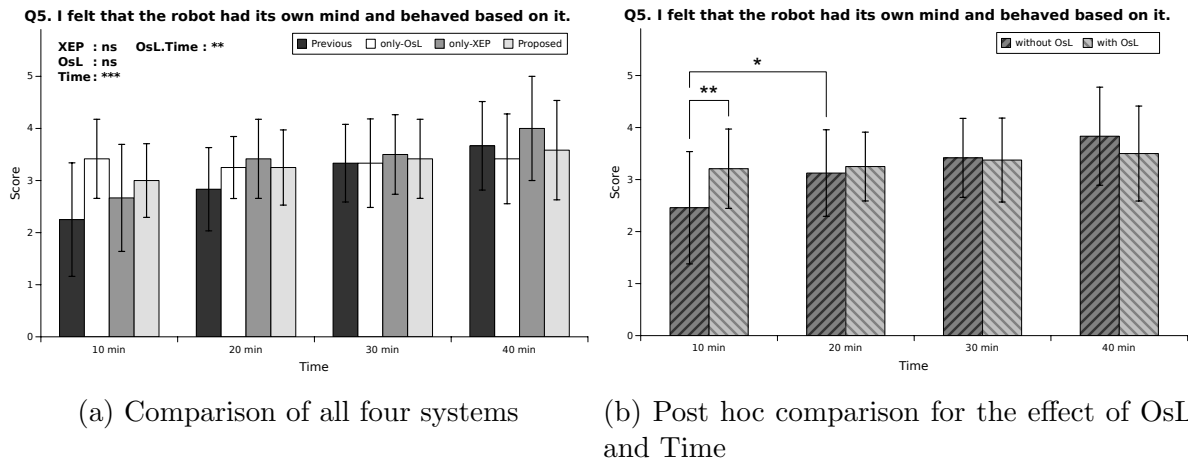 Q5. I felt that the robot had its own mind and behaved based on it.
XEP : ns OsL.Time : **
OsL : ns
Time : ***
Previous only-OsL only-XEP Proposed
5
4
3
2
1
0
Score
10 min 20 min 30 min 40 min
Time
(a) Comparison of all four systems
Q5. I felt that the robot had its own mind and behaved based on it.
without OsL with OsL
*
**
5
4
3
2
1
0
Score
10 min 20 min 30 min 40 min
Time
(b) Post hoc comparison for the effect of OsL
and Time